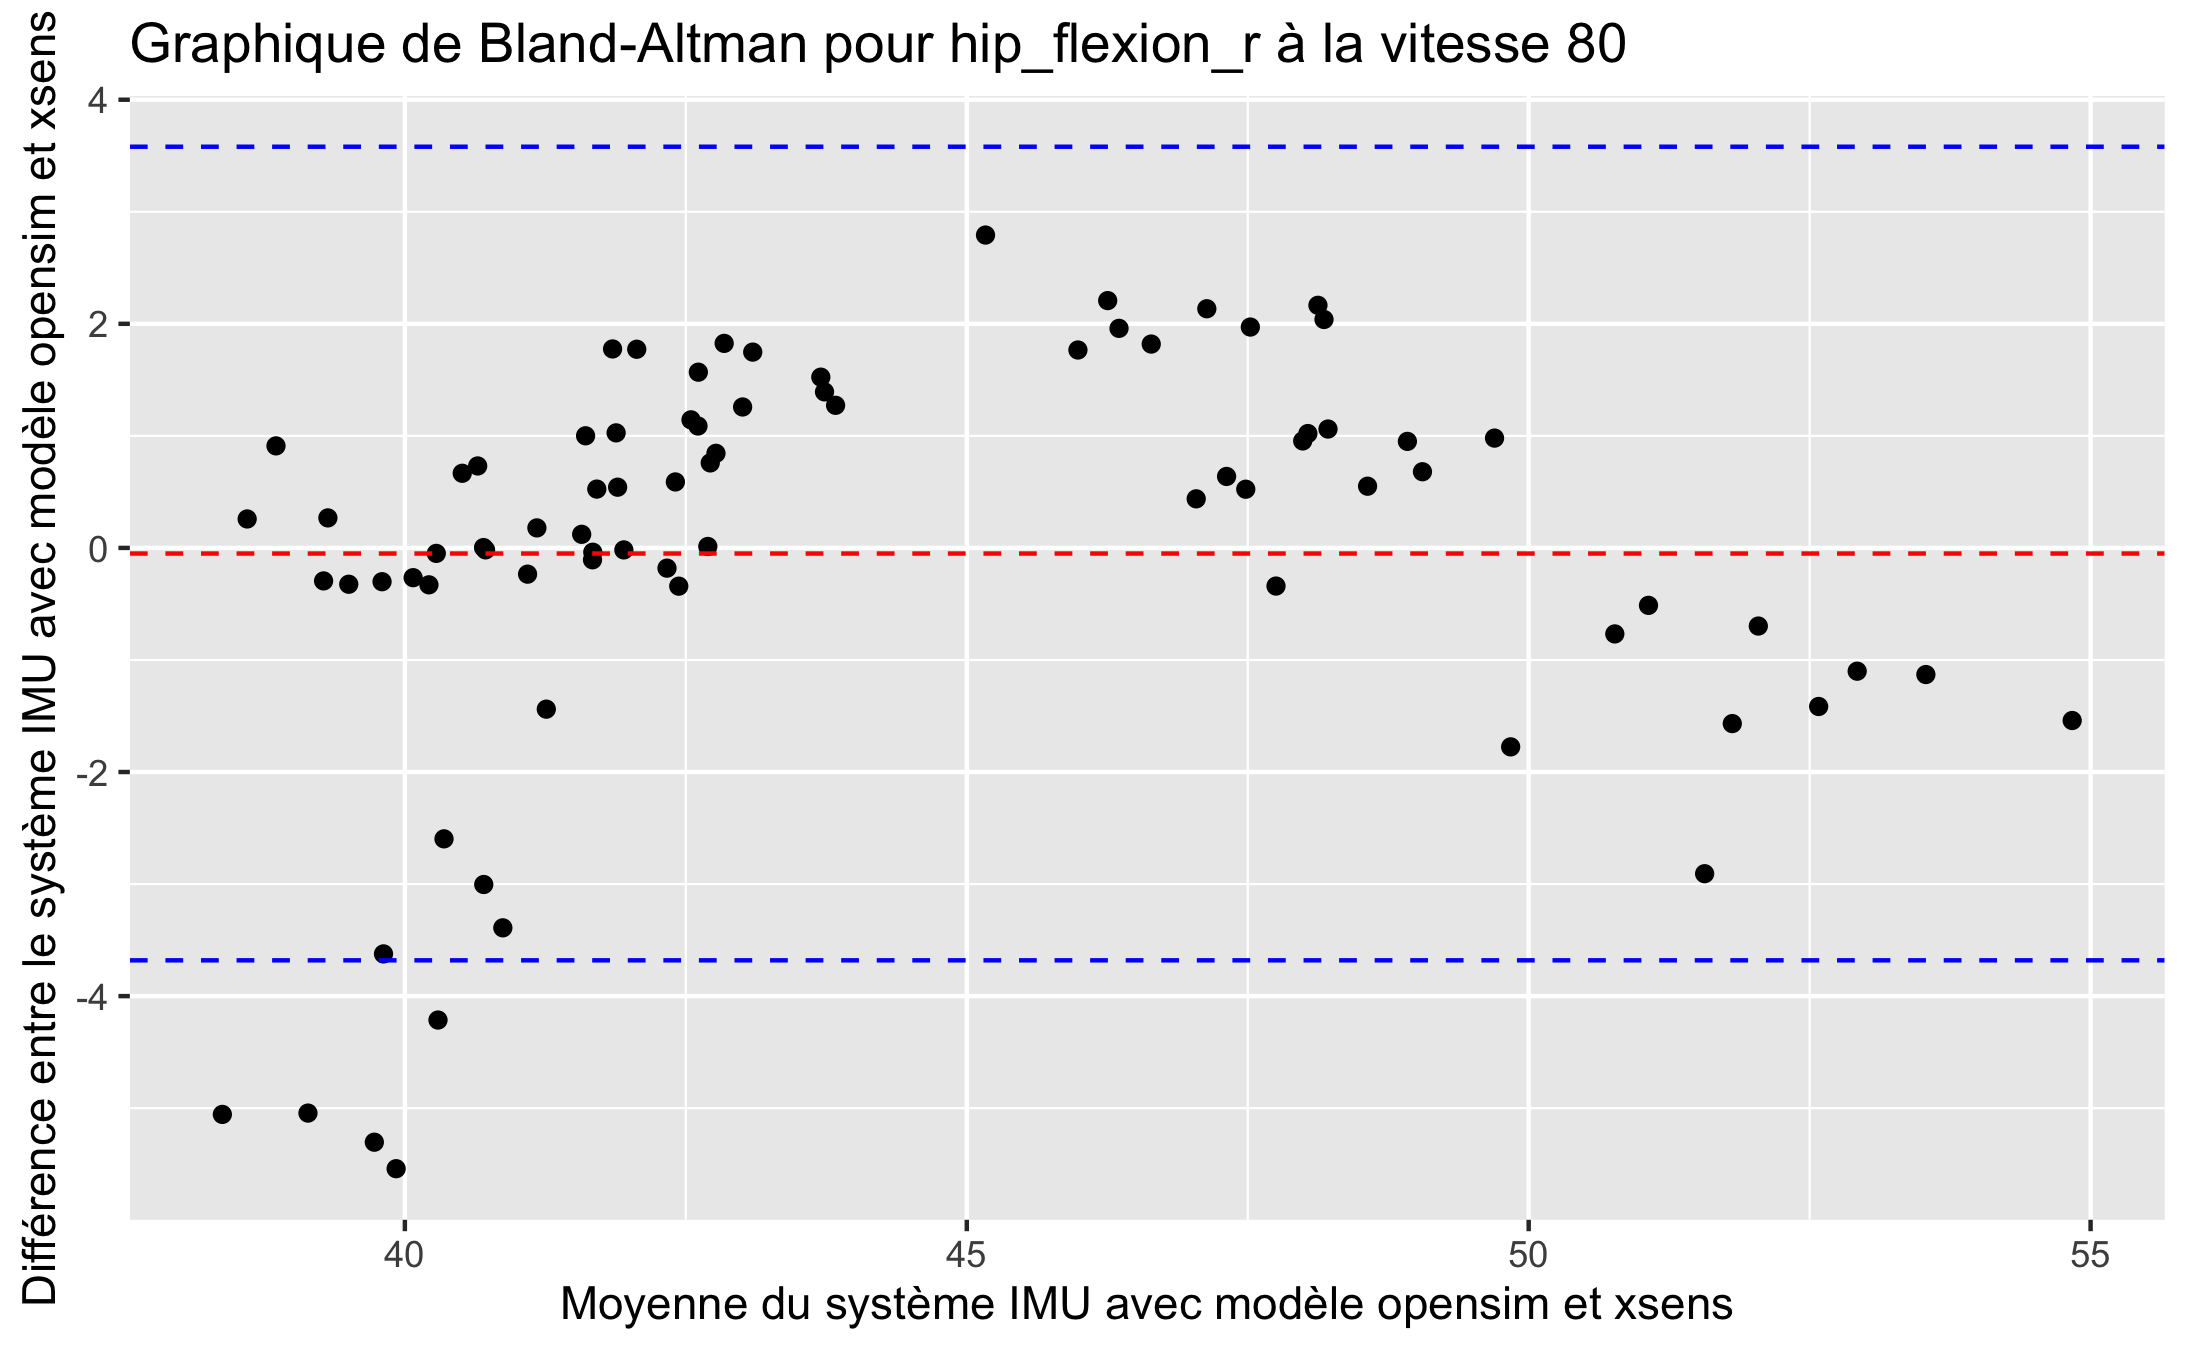 Graphique de Bland-Altman pour hip_flexion_r à la vitesse 80
Différence entre le système IMU avec modèle opensim et xsens
4
2
0
-2
-4
40 45 50 55
Moyenne du système IMU avec modèle opensim et xsens